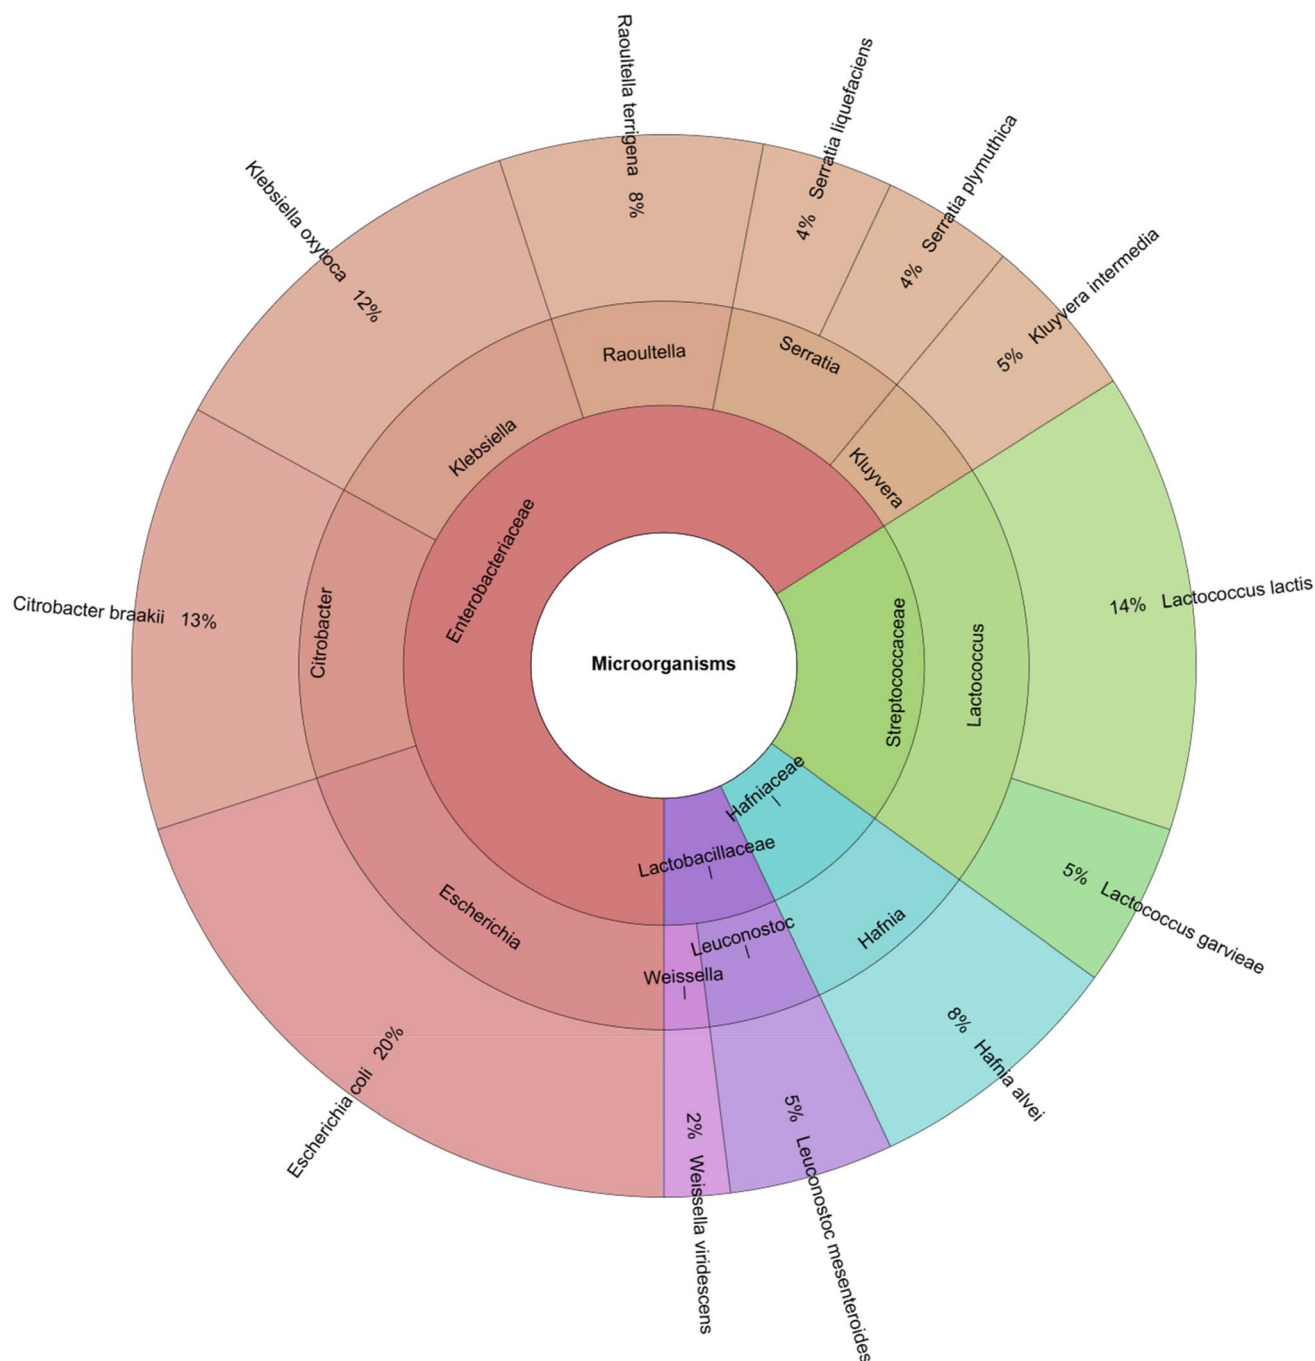 Raoultella terrigena 8%
4% Serratia liquefaciens
4% Serratia plymuthica
5% Kluyvera intermedia
Klebsiella oxytoca 12%
Raoultella
Serratia
Klebsiella
Kluyvera
Enterobacteriaceae
Citrobacter braakii 13%
Citrobacter
Microorganisms
Streptococcaceae
Lactococcus
14% Lactococcus lactis
Hafniaceae
Lactobacillaceae
5% Lactococcus garvieae
Escherichia
Leuconostoc
Hafnia
Weissella
Escherichia coli 20%
8% Hafnia alvei
2% Weissella viridescens
5% Leuconostoc mesenteroides